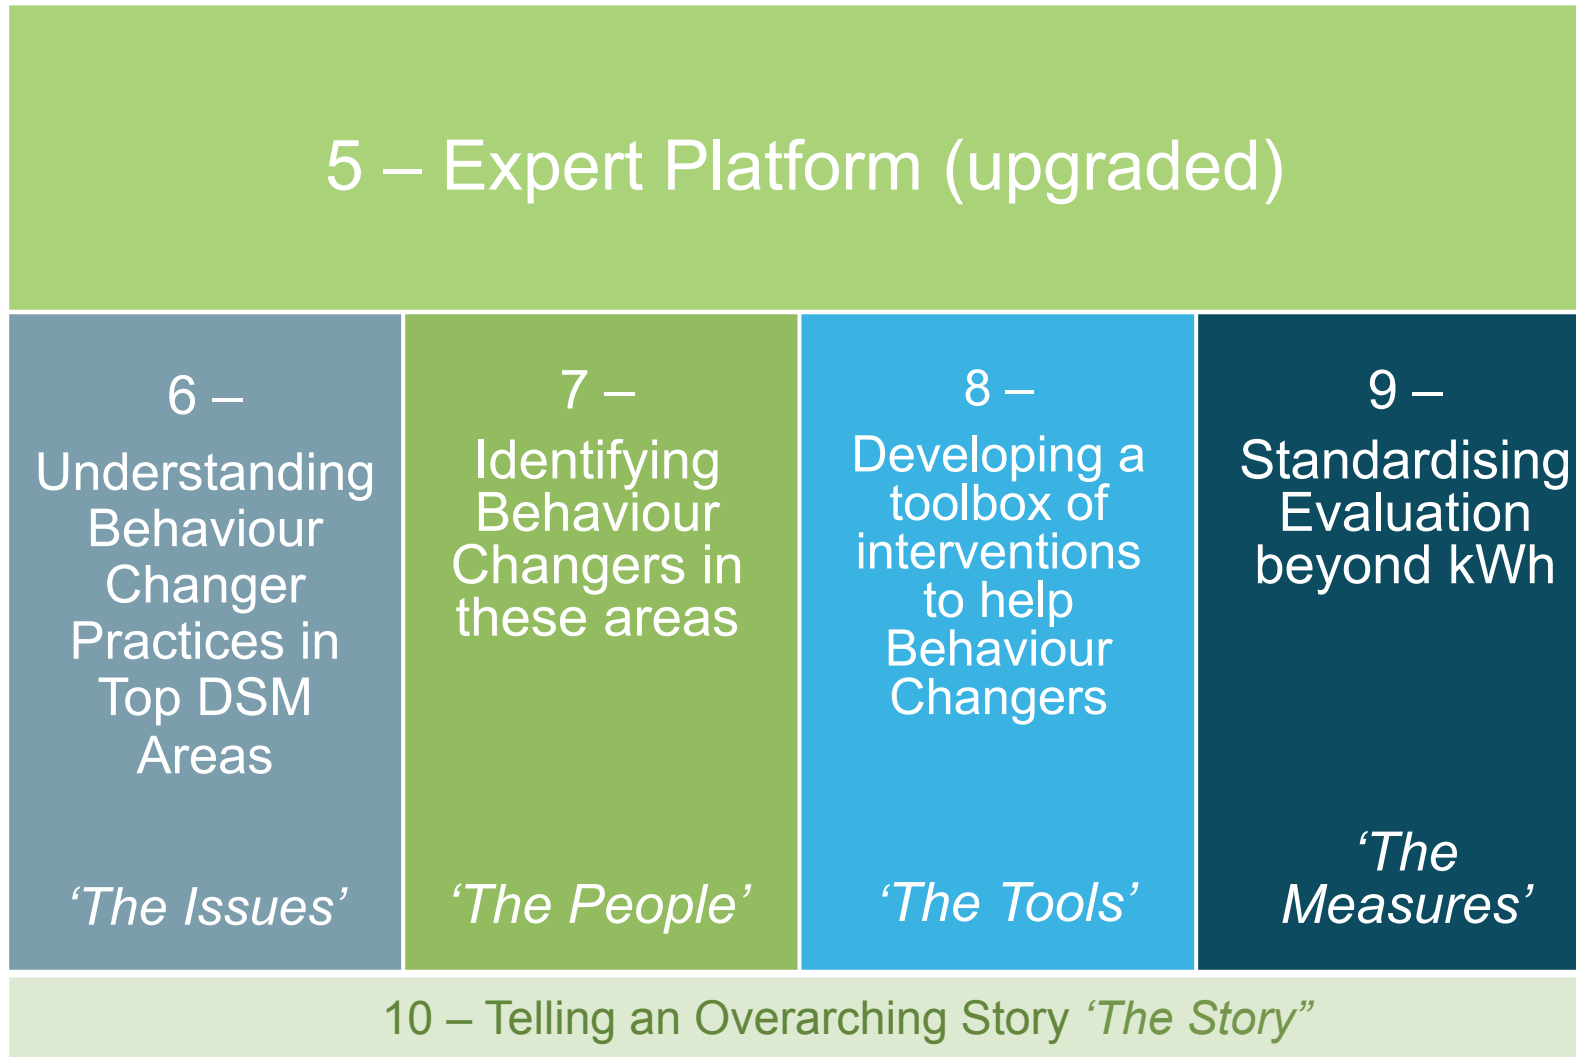 5 – Expert Platform (upgraded)
6 –
Understanding
Behaviour
Changer
Practices in
Top DSM
Areas
‘The Issues’
7 –
Identifying
Behaviour
Changers in
these areas
‘The People’
8 –
Developing a
toolbox of
interventions
to help
Behaviour
Changers
‘The Tools’
9 –
Standardising
Evaluation
beyond kWh
‘The
Measures’
10 – Telling an Overarching Story ‘The Story”